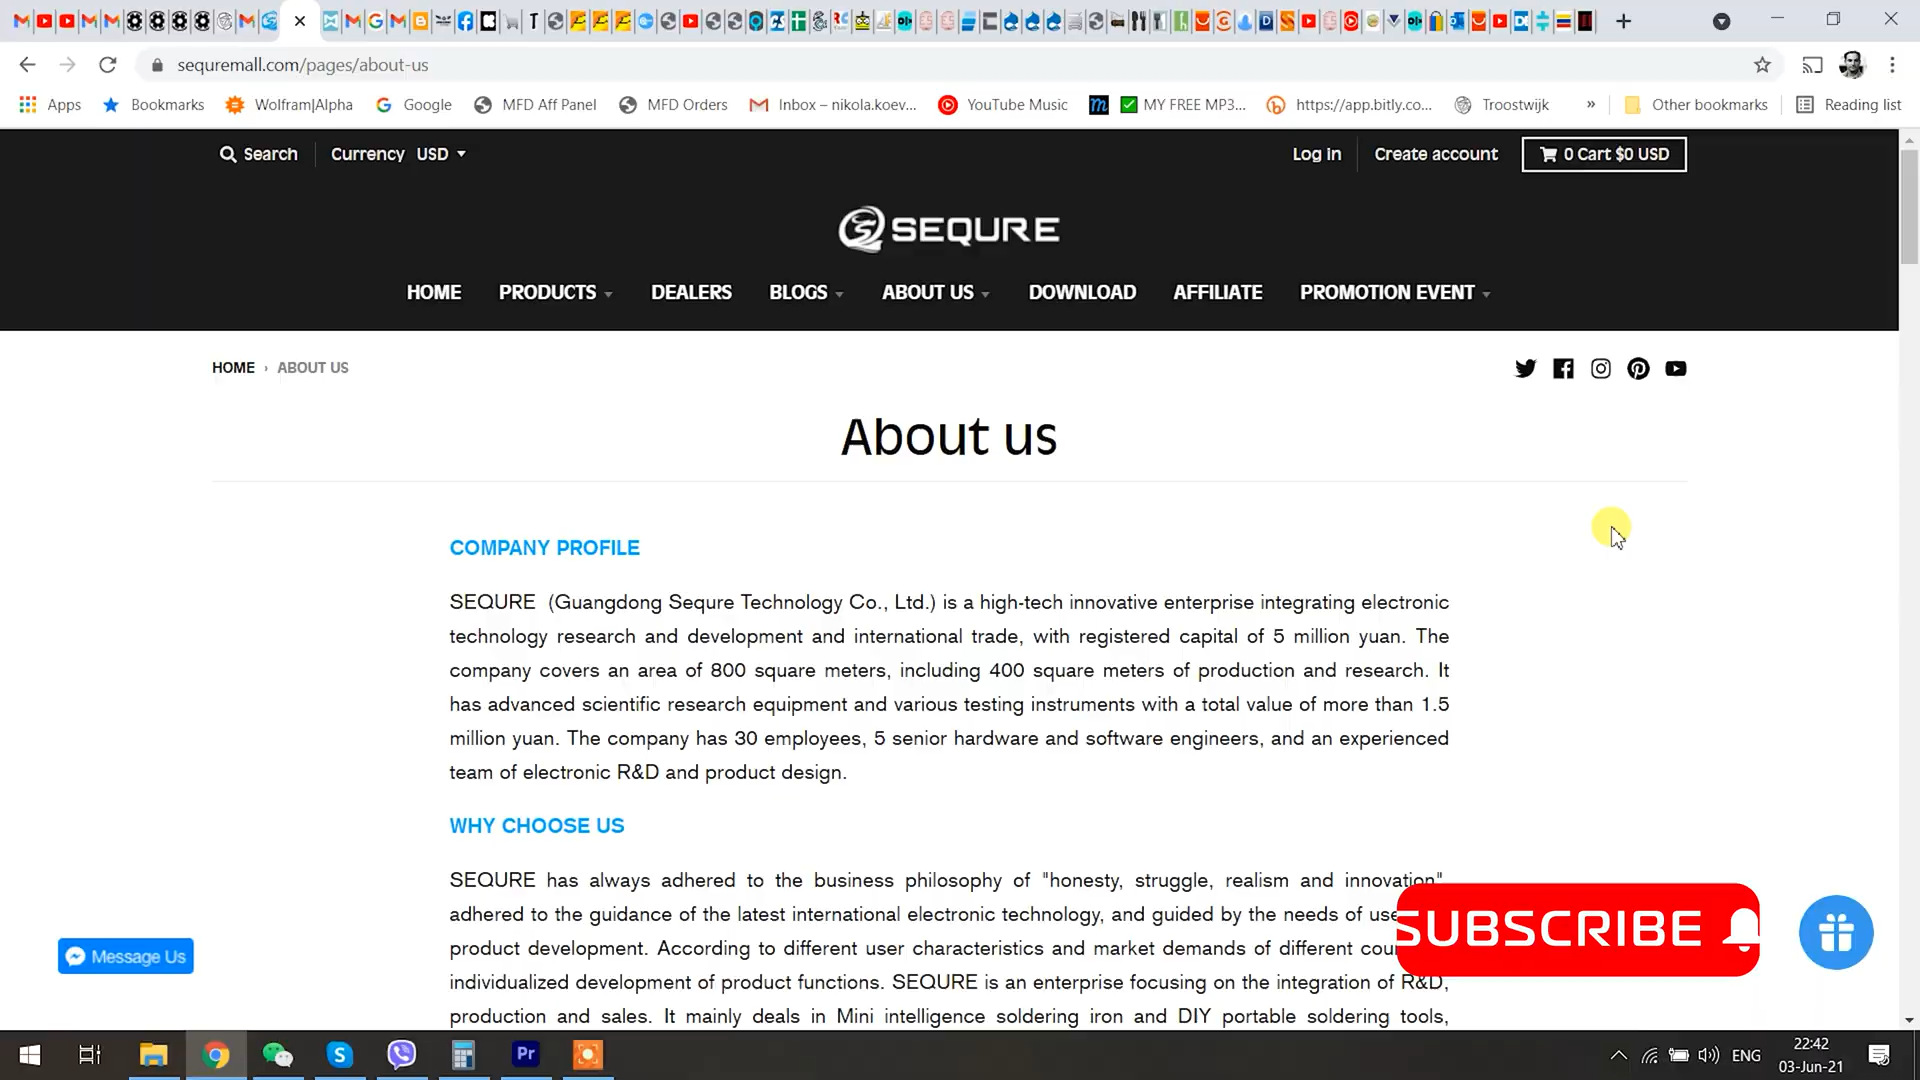 sequremall.com/pages/about-us
Apps
Bookmarks
Wolfram|Alpha
Google
MFD Aff Panel
MFD Orders
Inbox – nikola.koev...
YouTube Music
MY FREE MP3...
https://app.bitly.co...
Troostwijk
»
Other bookmarks
Reading list
Search
Currency USD
Log in
Create account
0 Cart $0 USD
SEQURE
HOME
PRODUCTS
DEALERS
BLOGS
ABOUT US
DOWNLOAD
AFFILIATE
PROMOTION EVENT
HOME › ABOUT US
About us
COMPANY PROFILE
SEQURE (Guangdong Sequre Technology Co., Ltd.) is a high-tech innovative enterprise integrating electronic
technology research and development and international trade, with registered capital of 5 million yuan. The
company covers an area of 800 square meters, including 400 square meters of production and research. It
has advanced scientific research equipment and various testing instruments with a total value of more than 1.5
million yuan. The company has 30 employees, 5 senior hardware and software engineers, and an experienced
team of electronic R&D and product design.
WHY CHOOSE US
SEQURE has always adhered to the business philosophy of "honesty, struggle, realism and innovation"
adhered to the guidance of the latest international electronic technology, and guided by the needs of
product development. According to different user characteristics and market demands of different
individualized development of product functions. SEQURE is an enterprise focusing on the integration of R&D,
production and sales. It mainly deals in Mini intelligence soldering iron and DIY portable soldering tools,
SUBSCRIBE
Message Us
Pr
ENG
22:42
03-Jun-21